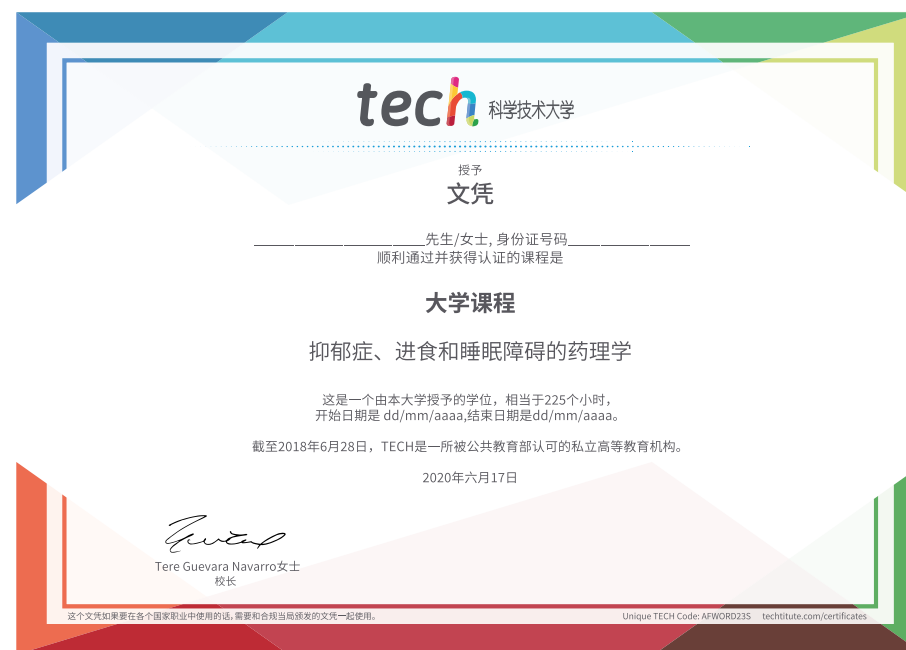 tech 科学技术大学
授予
文凭
____________________先生/女士, 身份证号码______________
顺利通过并获得认证的课程是
大学课程
抑郁症、进食和睡眠障碍的药理学
这是一个由本大学授予的学位，相当于225个小时，
开始日期是 dd/mm/aaaa,结束日期是dd/mm/aaaa。
截至2018年6月28日，TECH是一所被公共教育部认可的私立高等教育机构。
2020年六月17日
Tere Guevara Navarro女士
校长
这个文凭如果要在各个国家职业中使用的话,需要和合规当局颁发的文凭一起使用。
Unique TECH Code: AFWORD235 techtitute.com/certificates